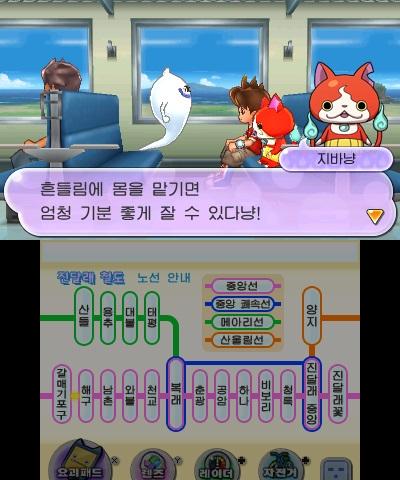 지바냥
흔들림에 몸을 맡기면
엄청 기분 좋게 잘 수 있다냥!
진달래 철도 노선 안내
중앙선
중앙 쾌속선
메아리선
산울림선
산들
용추
대불
태평
양지
갈매기포구
해구
남촌
와불
천교
복래
춘광
공암
하나
비보리
청록
진달래 중앙
진달래꽃
요괴패드 X
렌즈 Y
레이더
자전거